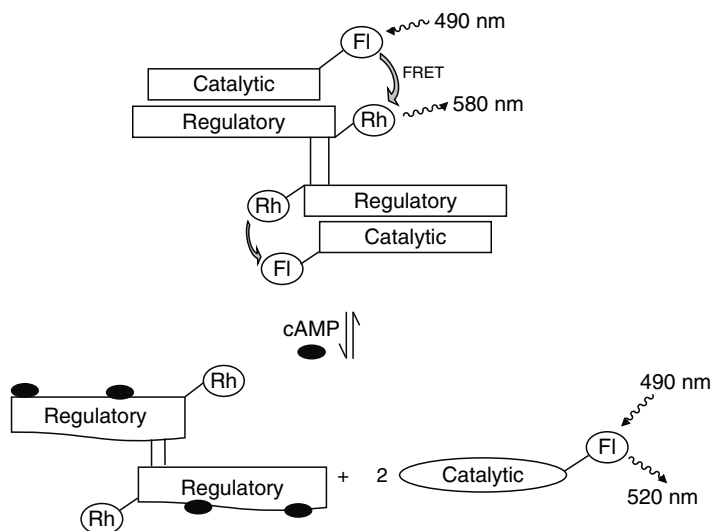 490 nm
Fl
FRET
Catalytic
Regulatory
Rh
580 nm
Rh
Regulatory
Catalytic
Fl
cAMP
Rh
Regulatory
490 nm
Fl
Regulatory
+ 2
Catalytic
520 nm
Rh